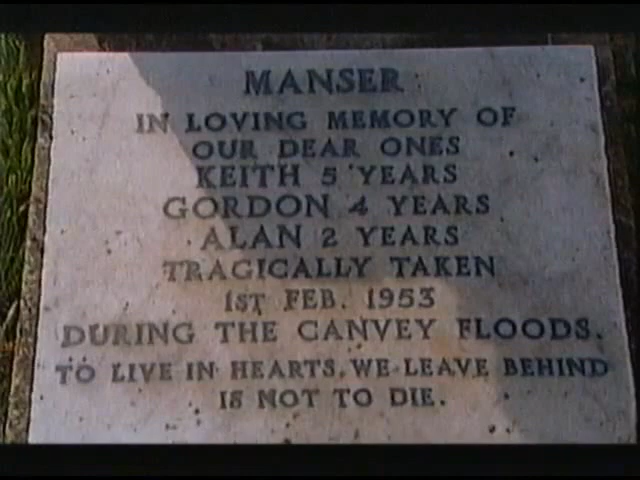 MANSER
IN LOVING MEMORY OF
OUR DEAR ONES
KEITH 5 YEARS
GORDON 4 YEARS
ALAN 2 YEARS
TRAGICALLY TAKEN
1ST FEB. 1953
DURING THE CANVEY FLOODS.
TO LIVE IN HEARTS, WE LEAVE BEHIND
IS NOT TO DIE.